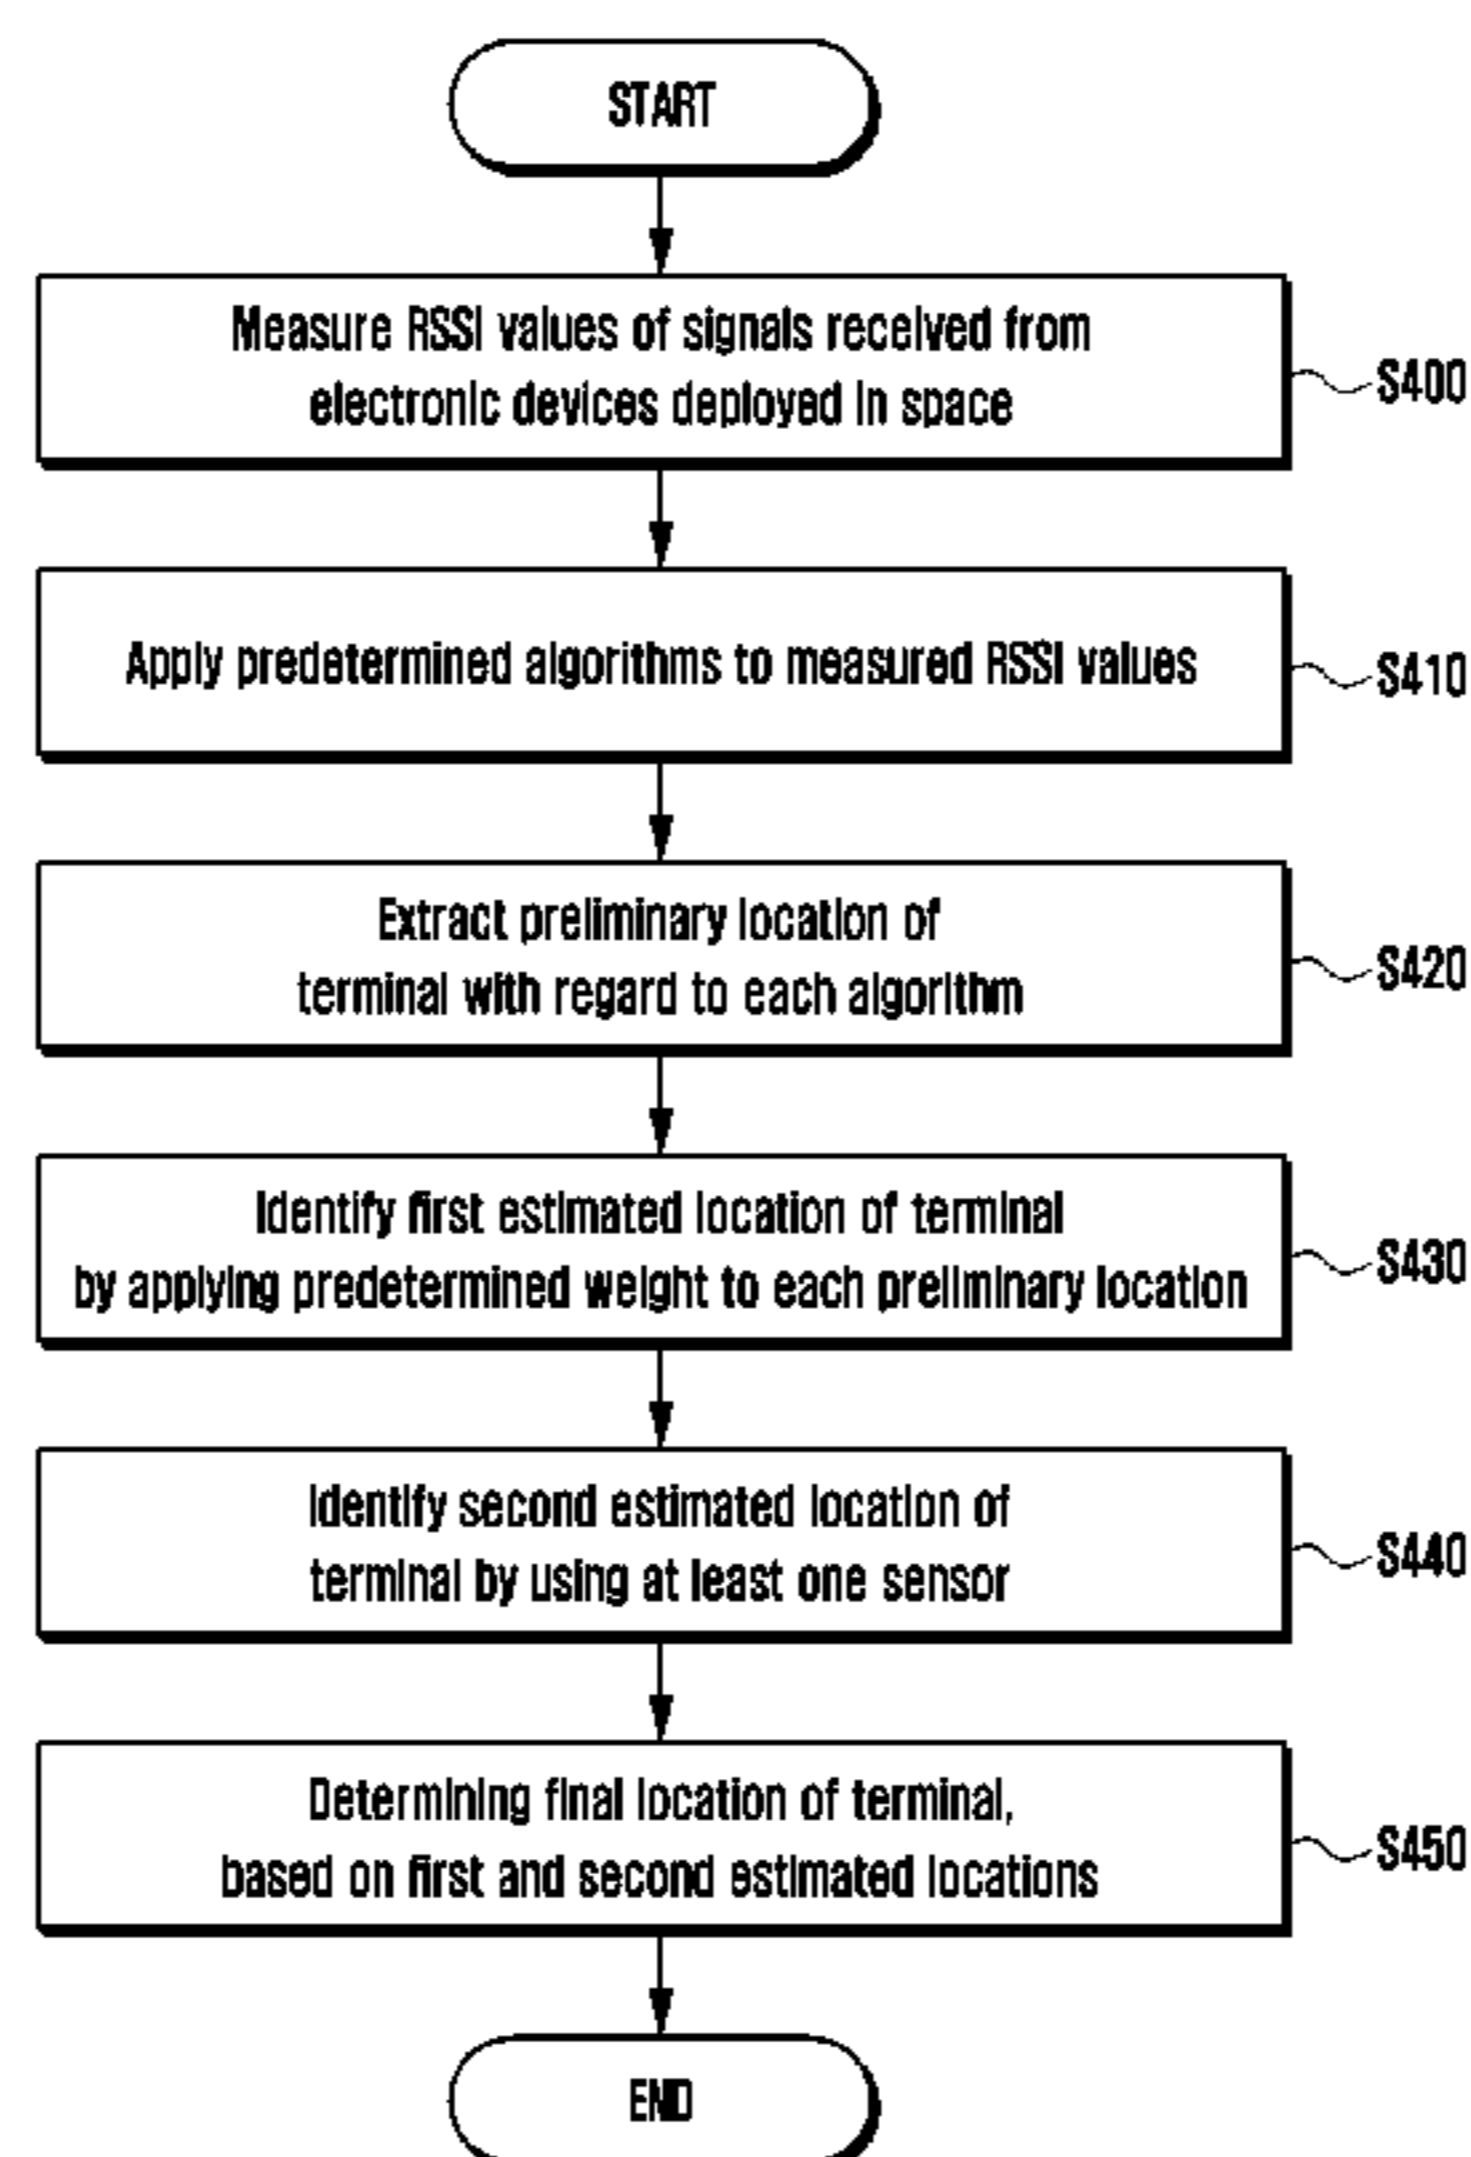 START
Measure RSSI values of signals received from
electronic devices deployed in space
S400
Apply predetermined algorithms to measured RSSI values
S410
Extract preliminary location of
terminal with regard to each algorithm
S420
Identify first estimated location of terminal
by applying predetermined weight to each preliminary location
S430
Identify second estimated location of
terminal by using at least one sensor
S440
Determining final location of terminal,
based on first and second estimated locations
S450
END